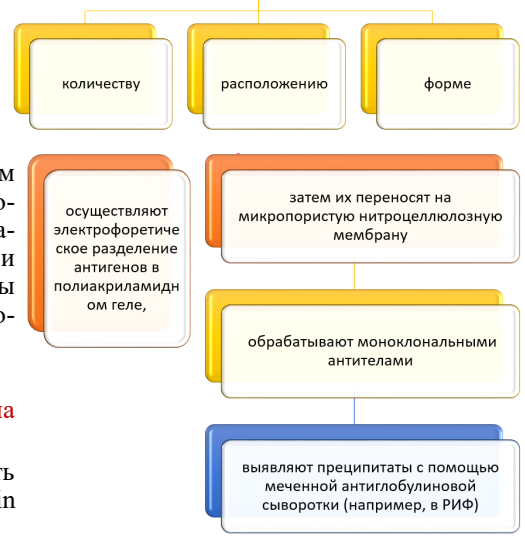 количеству
расположению
форме
осуществляют
электрофоретиче
ское разделение
антигенов в
полиакриламидн
ом геле,
затем их переносят на
микропористую нитроцеллюлозную
мембрану
обрабатывают моноклональными
антителами
выявляют преципитаты с помощью
меченной антиглобулиновой
сыворотки (например, в РИФ)